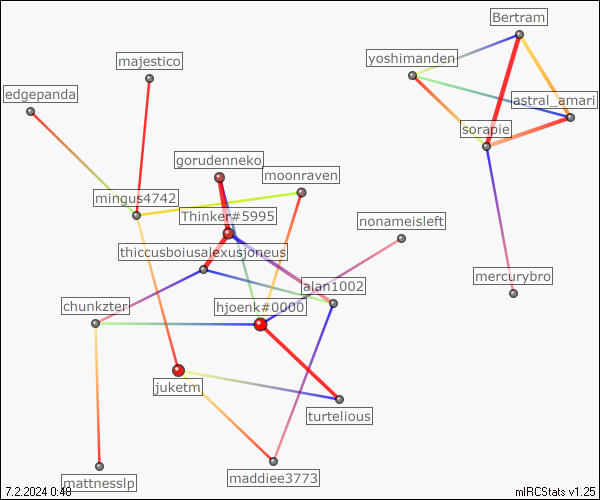 Bertram
yoshimanden
majestico
edgepanda
astral_amari
sorapie
gorudenneko
moonraven
mingus4742
Thinker#5995
nonameisleft
thiccusboiusalexusjoneus
mercurybro
alan1002
chunkzter
hjoenk#0000
juketm
turtelious
maddiee3773
mattnesslp
7.2.2024 0:40
mIRCStats v1.25